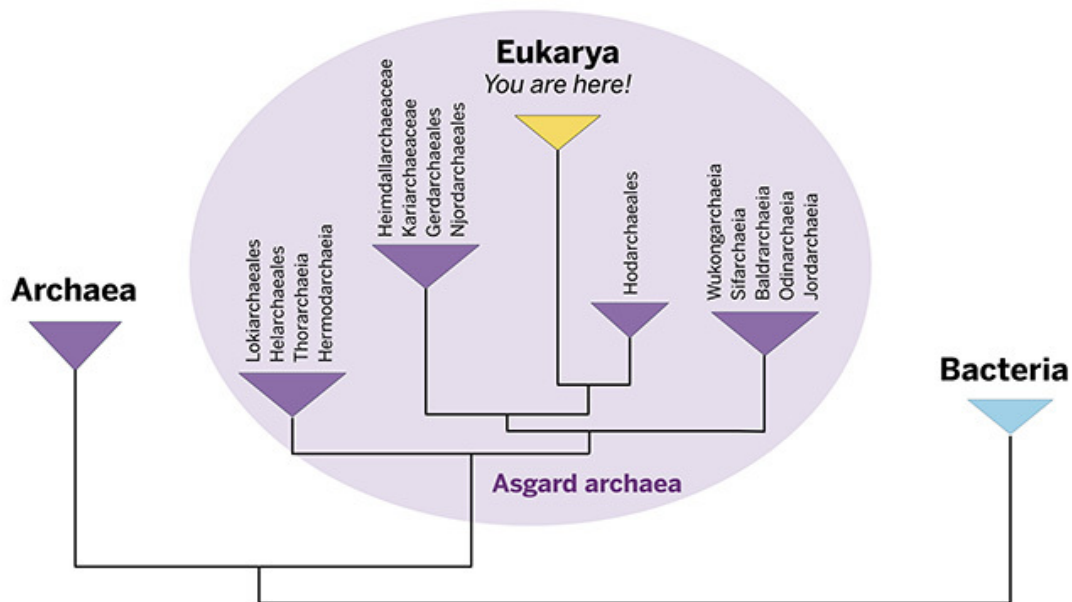 Eukarya
You are here!
Heimdallarchaeaceae
Kariarchaeaceae
Gerdarchaeales
Njordarchaeales
Hodarchaeales
Wukongarchaeia
Sifarchaeia
Baldrarchaeia
Odinarchaeia
Jordarchaeia
Lokiarchaeales
Helarchaeales
Thorarchaeia
Hermodarchaeia
Archaea
Bacteria
Asgard archaea